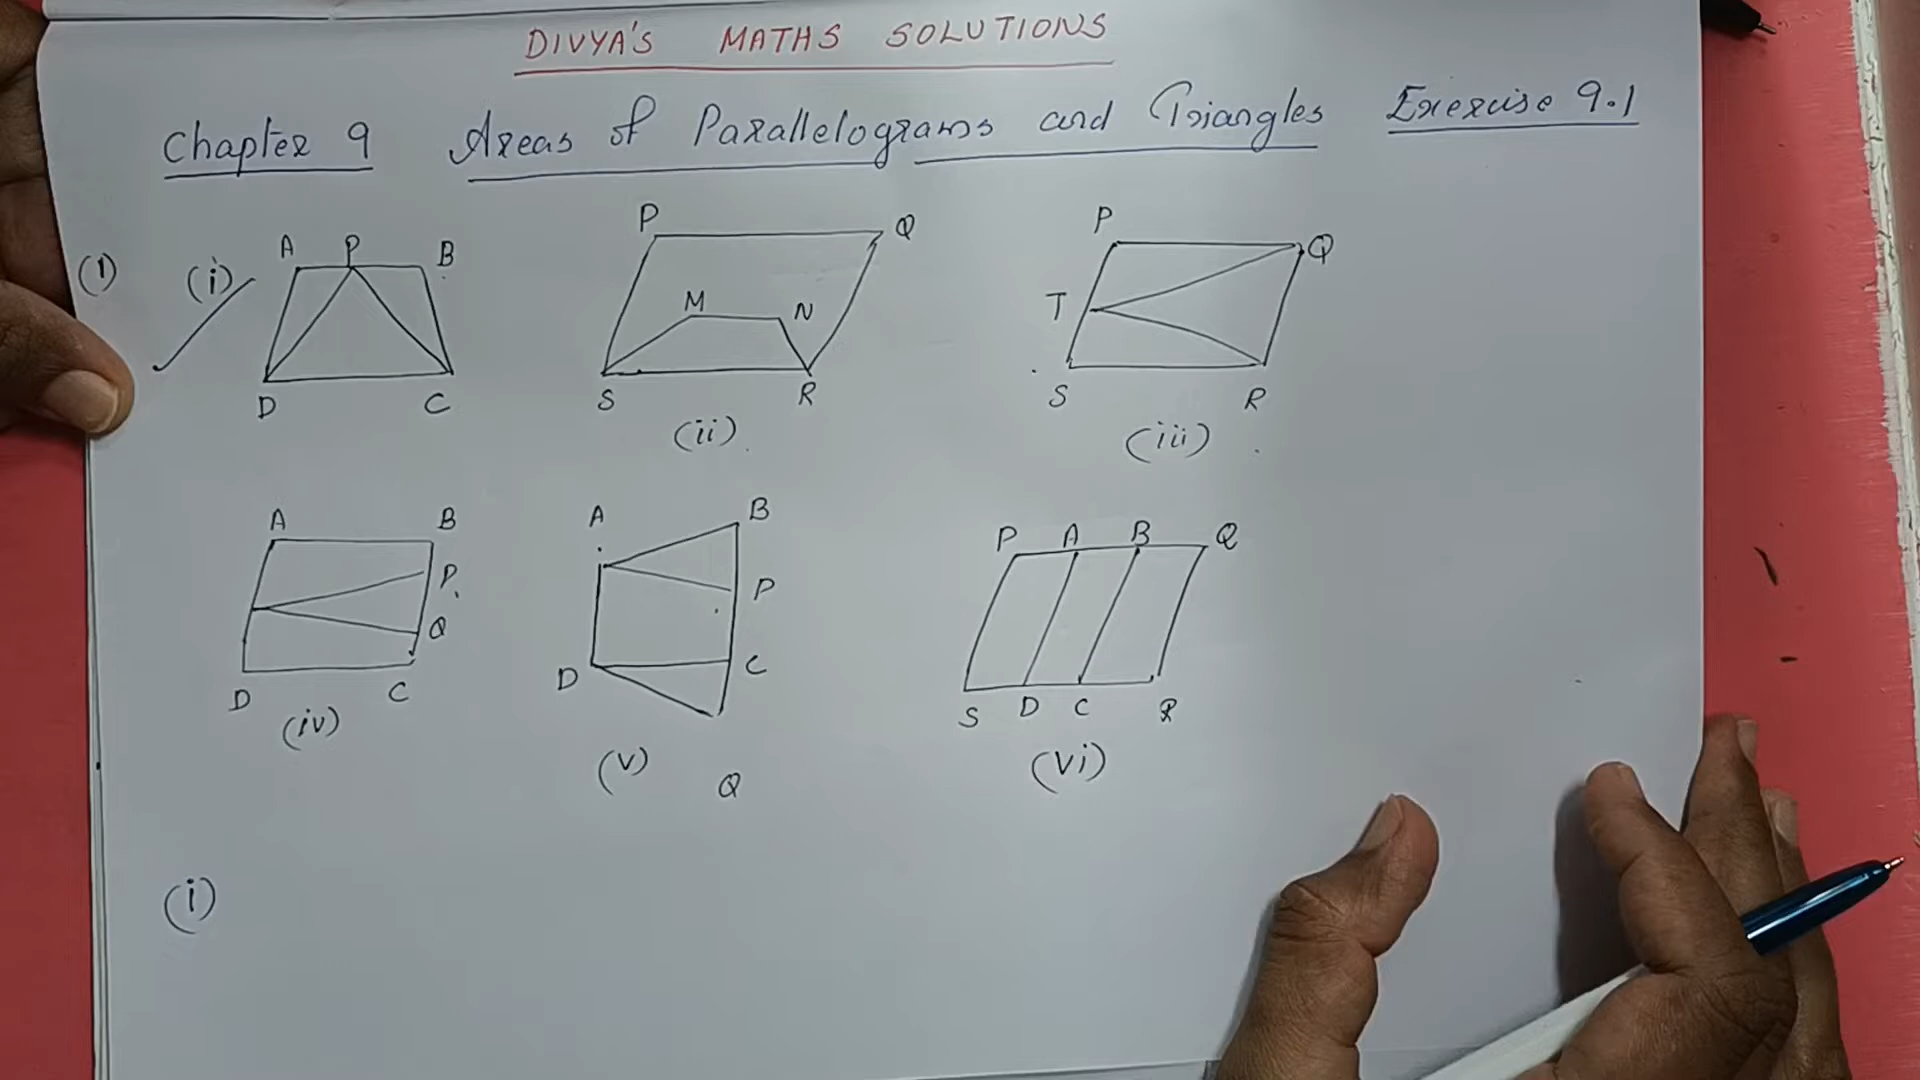 DIVYA'S MATHS SOLUTIONS
Chapter 9 Areas of Parallelograms and Triangles Exercise 9.1
(1) (i) A P B
D C
P Q
M N
S R
(ii)
P Q
T
S R
(iii)
A B
P
Q
D C
(iv)
A B
P
D C
Q
(v)
P A B Q
S D C R
(vi)
(i)